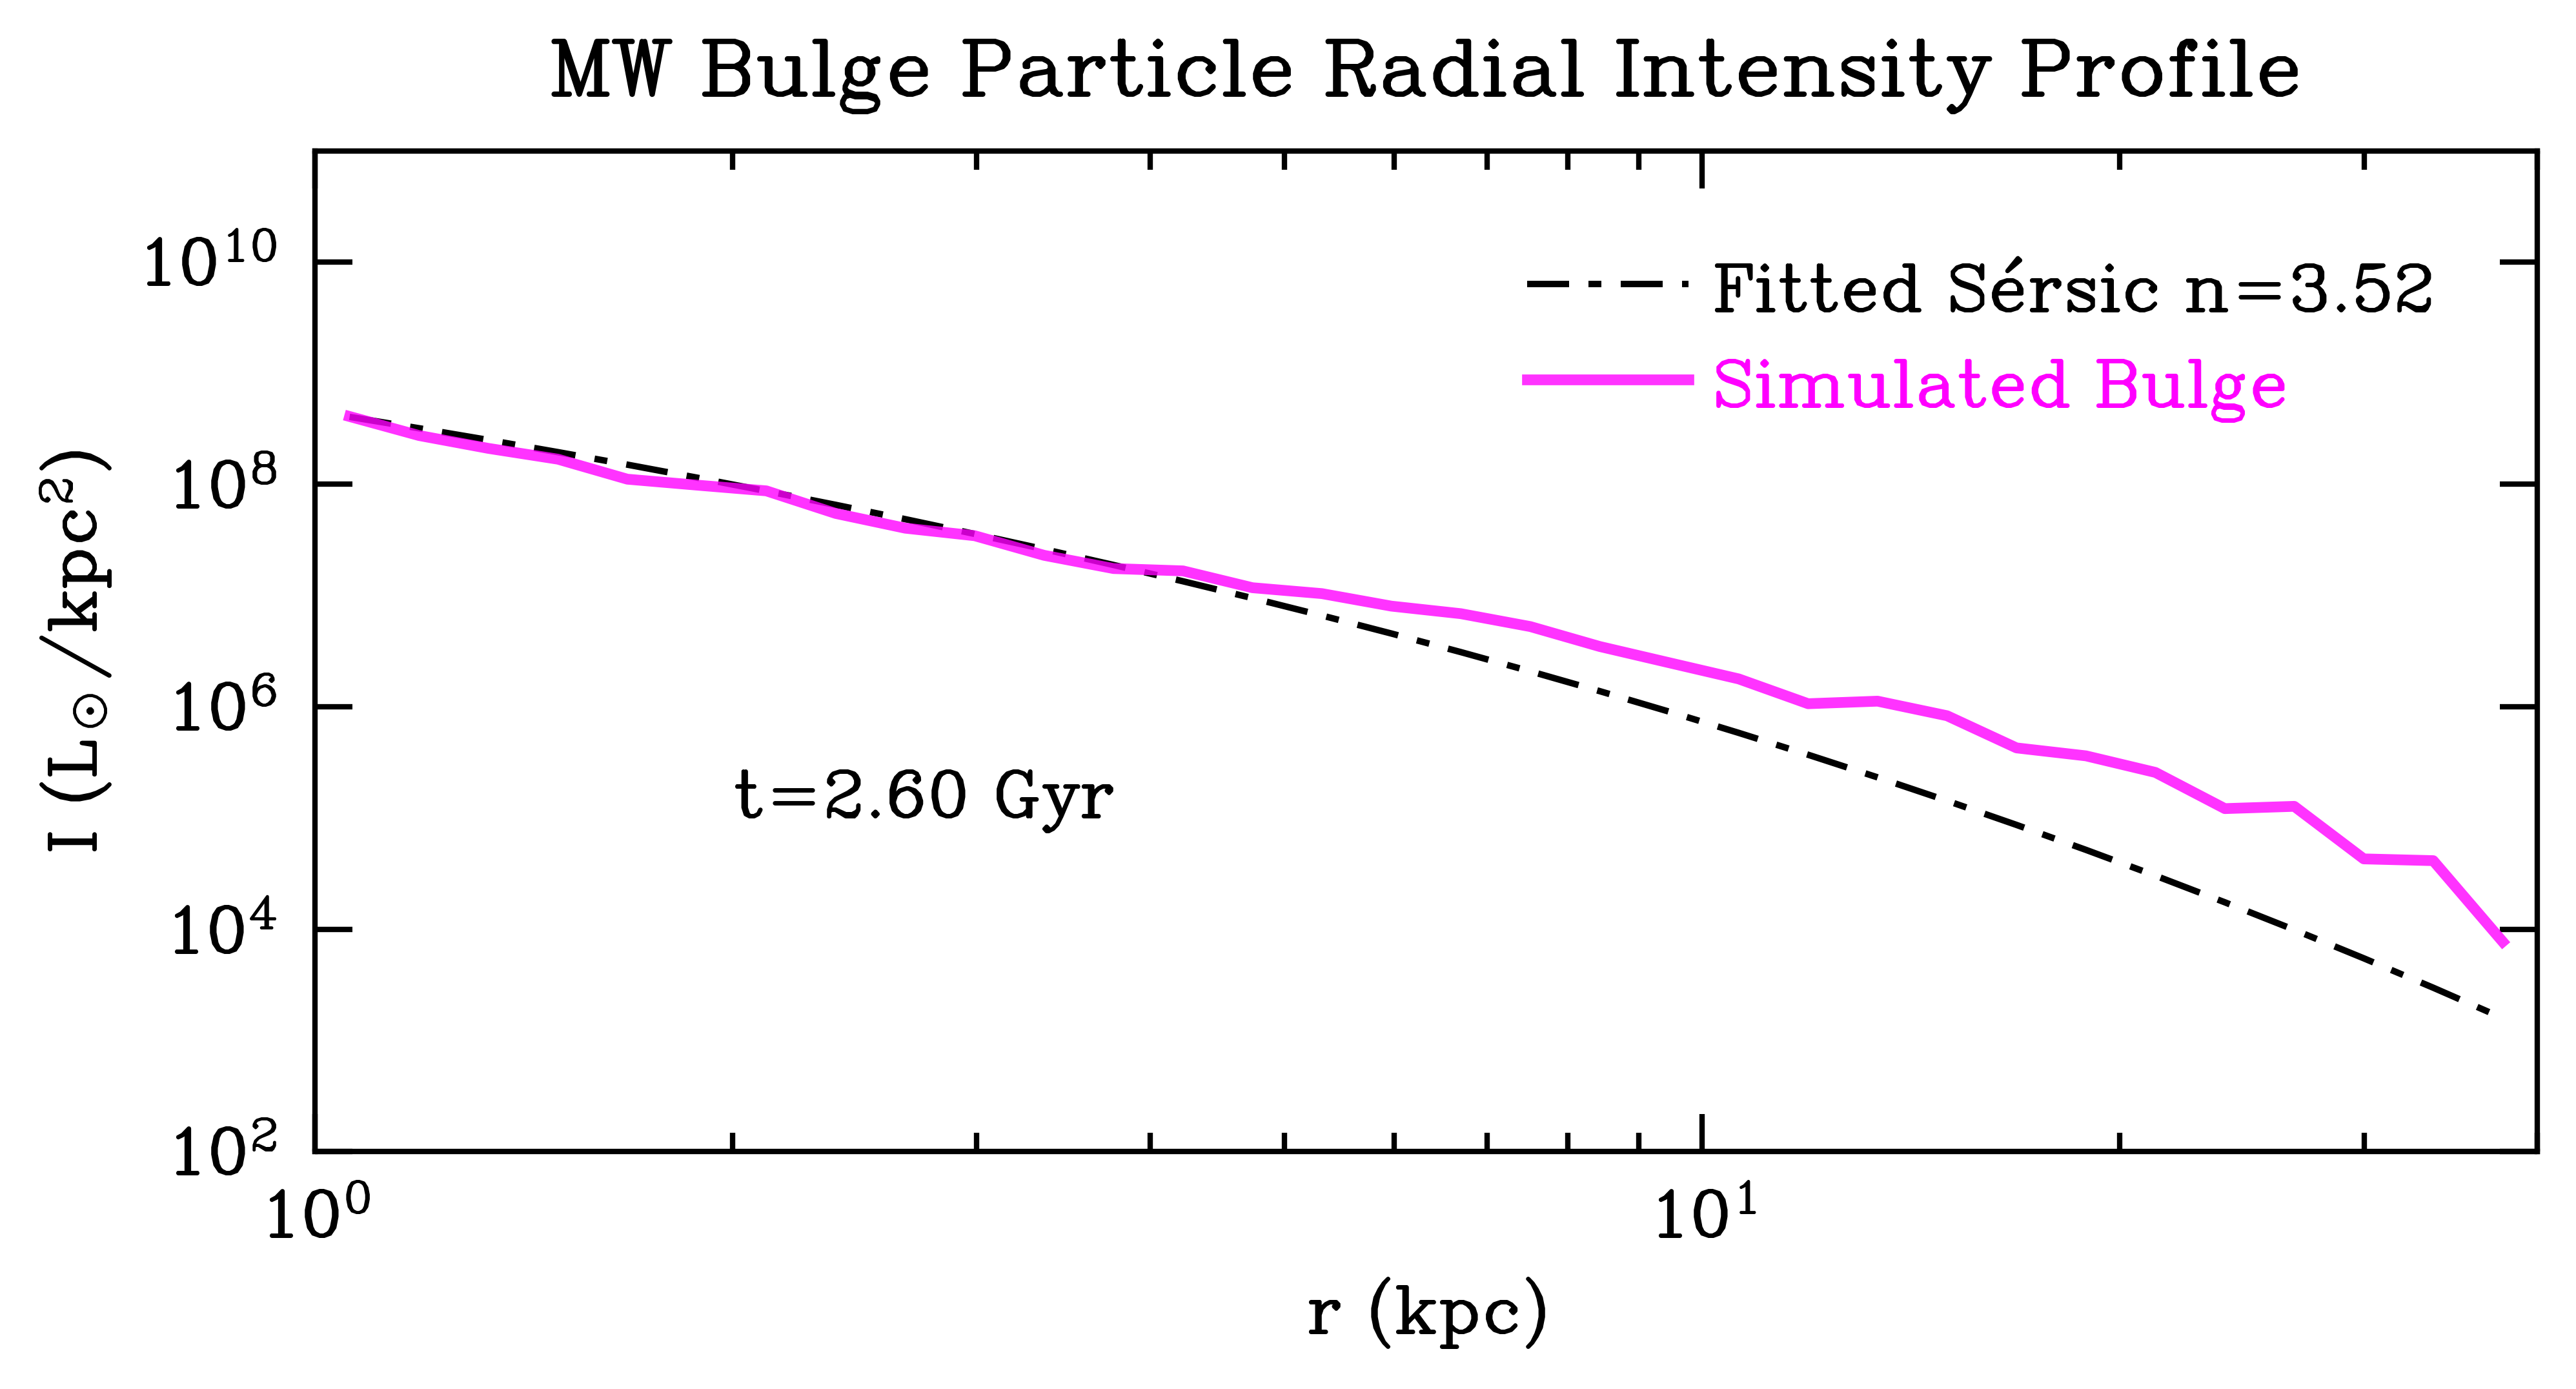 MW Bulge Particle Radial Intensity Profile
I (L⊙/kpc²)
10¹⁰
10⁸
10⁶
10⁴
10²
Fitted Sérsic n=3.52
Simulated Bulge
t=2.60 Gyr
10⁰
10¹
r (kpc)